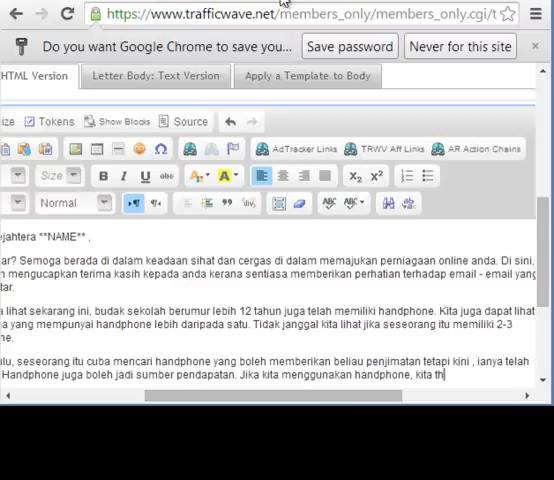 https://www.trafficwave.net/members_only/members_only.cgi/t
Do you want Google Chrome to save you... Save password Never for this site
HTML Version Letter Body: Text Version Apply a Template to Body
ize Tokens Show Blocks Source
AdTracker Links TRWV Aff Links AR Action Chains
Size B I U abc A A X₂ X²
Normal
ejahtera **NAME** ,
ar? Semoga berada di dalam keadaan sihat dan cergas di dalam memajukan perniagaan online anda. Di sini,
n mengucapkan terima kasih kepada anda kerana sentiasa memberikan perhatian terhadap email - email yang
tar.
a lihat sekarang ini, budak sekolah berumur lebih 12 tahun juga telah memiliki handphone. Kita juga dapat lihat
a yang mempunyai handphone lebih daripada satu. Tidak janggal kita lihat jika seseorang itu memiliki 2-3
ne.
ulu, seseorang itu cuba mencari handphone yang boleh memberikan beliau penjimatan tetapi kini , ianya telah
Handphone juga boleh jadi sumber pendapatan. Jika kita menggunakan handphone, kita th